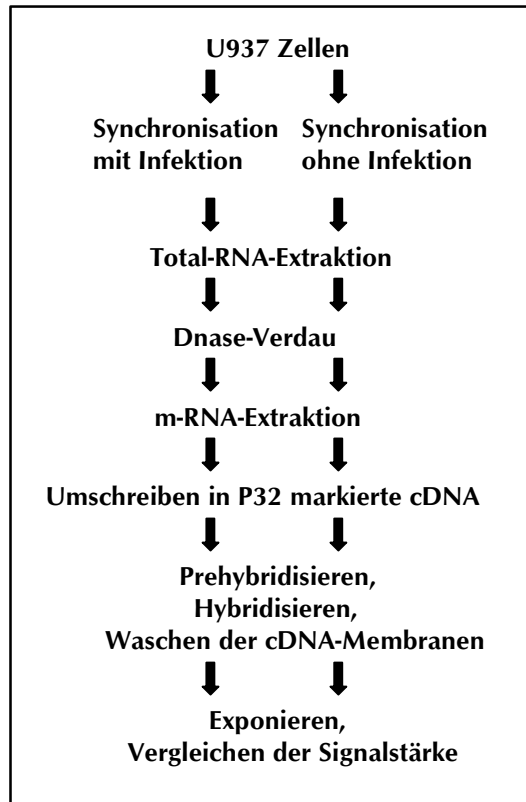 U937 Zellen
Synchronisation
mit Infektion
Synchronisation
ohne Infektion
Total-RNA-Extraktion
Dnase-Verdau
m-RNA-Extraktion
Umschreiben in P32 markierte cDNA
Prehybridisieren,
Hybridisieren,
Waschen der cDNA-Membranen
Exponieren,
Vergleichen der Signalstärke